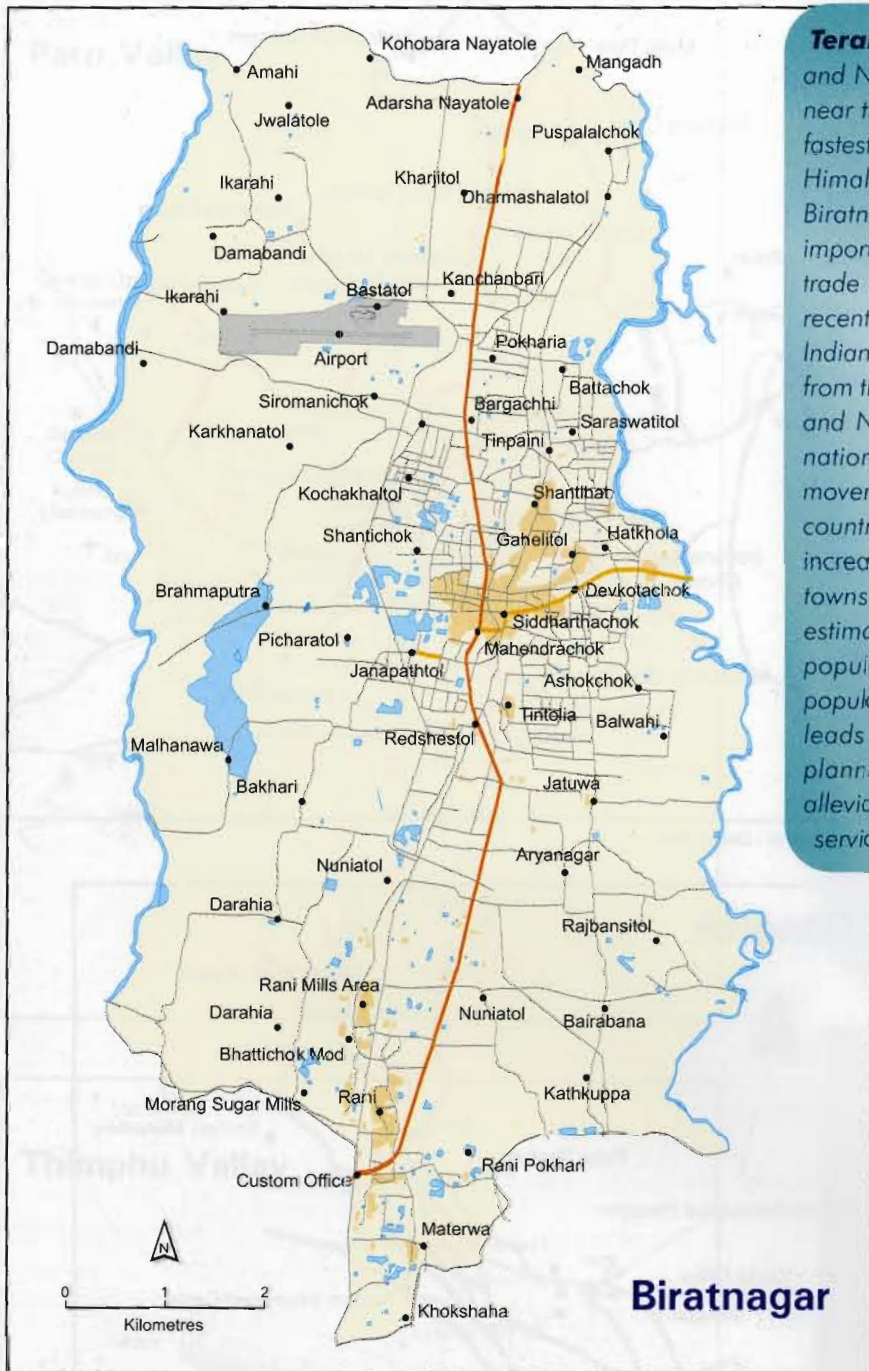 Paro Vall
Kohobara Nayatole
Amahi
Mangadh
Adarsha Nayatole
Jwalatole
Puspalalchok
Ikarahi
Kharjitol
Dharmashalatol
Damabandi
Kanchanbari
Ikarahi
Bastatol
Damabandi
Airport
Pokharia
Battachok
Siromanichok
Bargachhi
Saraswatitol
Karkhanatol
Tinpaini
Kochakhaltol
Shantihat
Shantichok
Gahelitol
Hatkhola
Brahmaputra
Devkotachok
Siddharthachok
Picharatol
Mahendrachok
Janapathtol
Ashokchok
Tintolia
Redshestol
Balwahi
Malhanawa
Bakhari
Jatuwa
Nuniatol
Aryanagar
Darahia
Rajbansitol
Rani Mills Area
Nuniatol
Bairabana
Darahia
Bhattichok Mod
Kathkuppa
Morang Sugar Mills
Rani
Thimphu Valley
Rani Pokhari
Custom Office
Materwa
N
0 2
Kilometres
Khokshaha
Biratnagar
Terai
and N
near t
fastest
Himal
Biratn
impor
trade
recent
Indian
from t
and N
nation
mover
countr
increa
towns
estima
popul
popula
leads
plann
allevia
servic